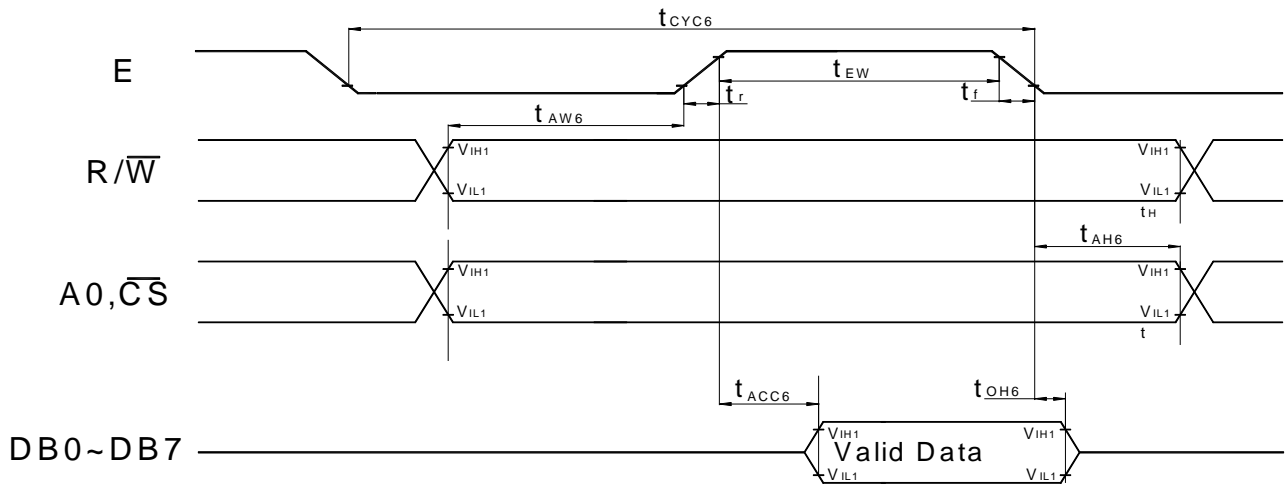 tCYC6
E
tEW
tr
tf
tAW6
R/W
VIH1
VIH1
VIL1
VIL1
tH
tAH6
A0,CS
VIH1
VIH1
VIL1
VIL1
t
tACC6
tOH6
DB0~DB7
VIH1
Valid Data
VIH1
VIL1
VIL1